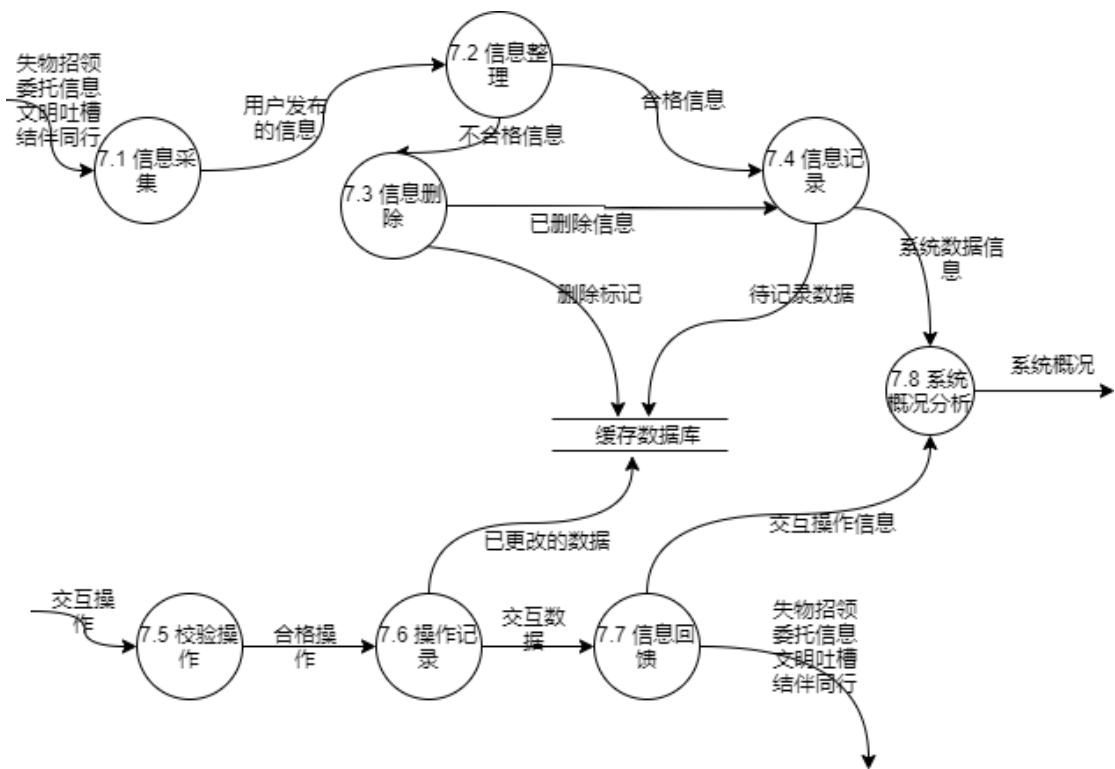 失物招领
委托信息
文明吐槽
结伴同行
7.1 信息采
集
用户发布
的信息
7.2 信息整
理
不合格信息
合格信息
7.3 信息删
除
已删除信息
7.4 信息记
录
删除标记
待记录数据
系统数据信
息
7.8 系统
概况分析
系统概况
缓存数据库
已更改的数据
交互操作信息
交互操
作
7.5 校验操
作
合格操
作
7.6 操作记
录
交互数
据
7.7 信息回
馈
失物招领
委托信息
文明吐槽
结伴同行